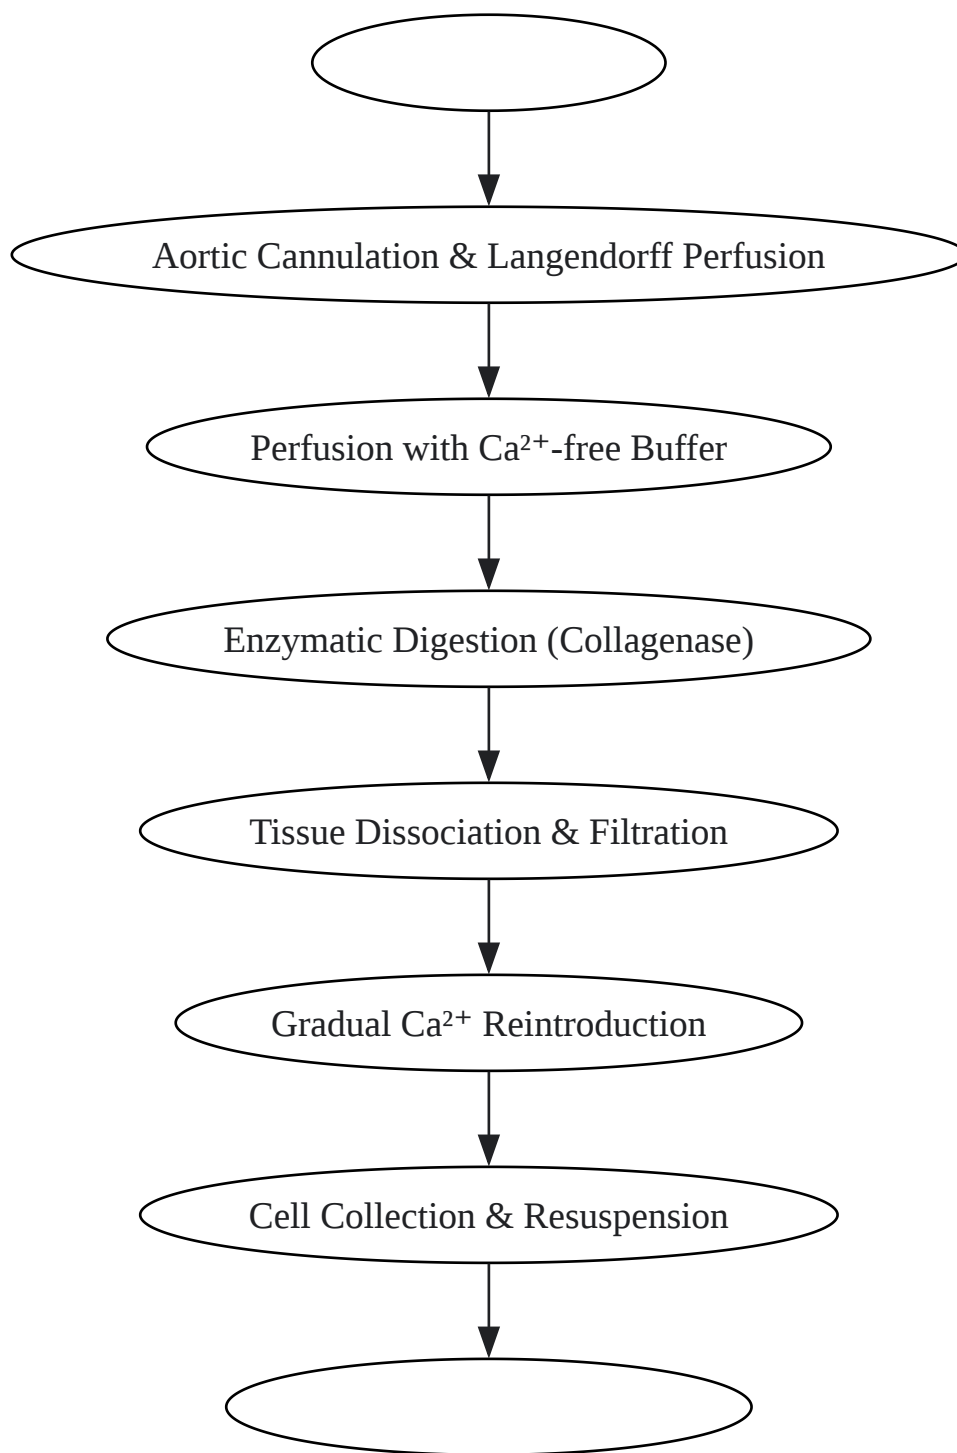 Aortic Cannulation & Langendorff Perfusion
Perfusion with Ca²⁺-free Buffer
Enzymatic Digestion (Collagenase)
Tissue Dissociation & Filtration
Gradual Ca²⁺ Reintroduction
Cell Collection & Resuspension